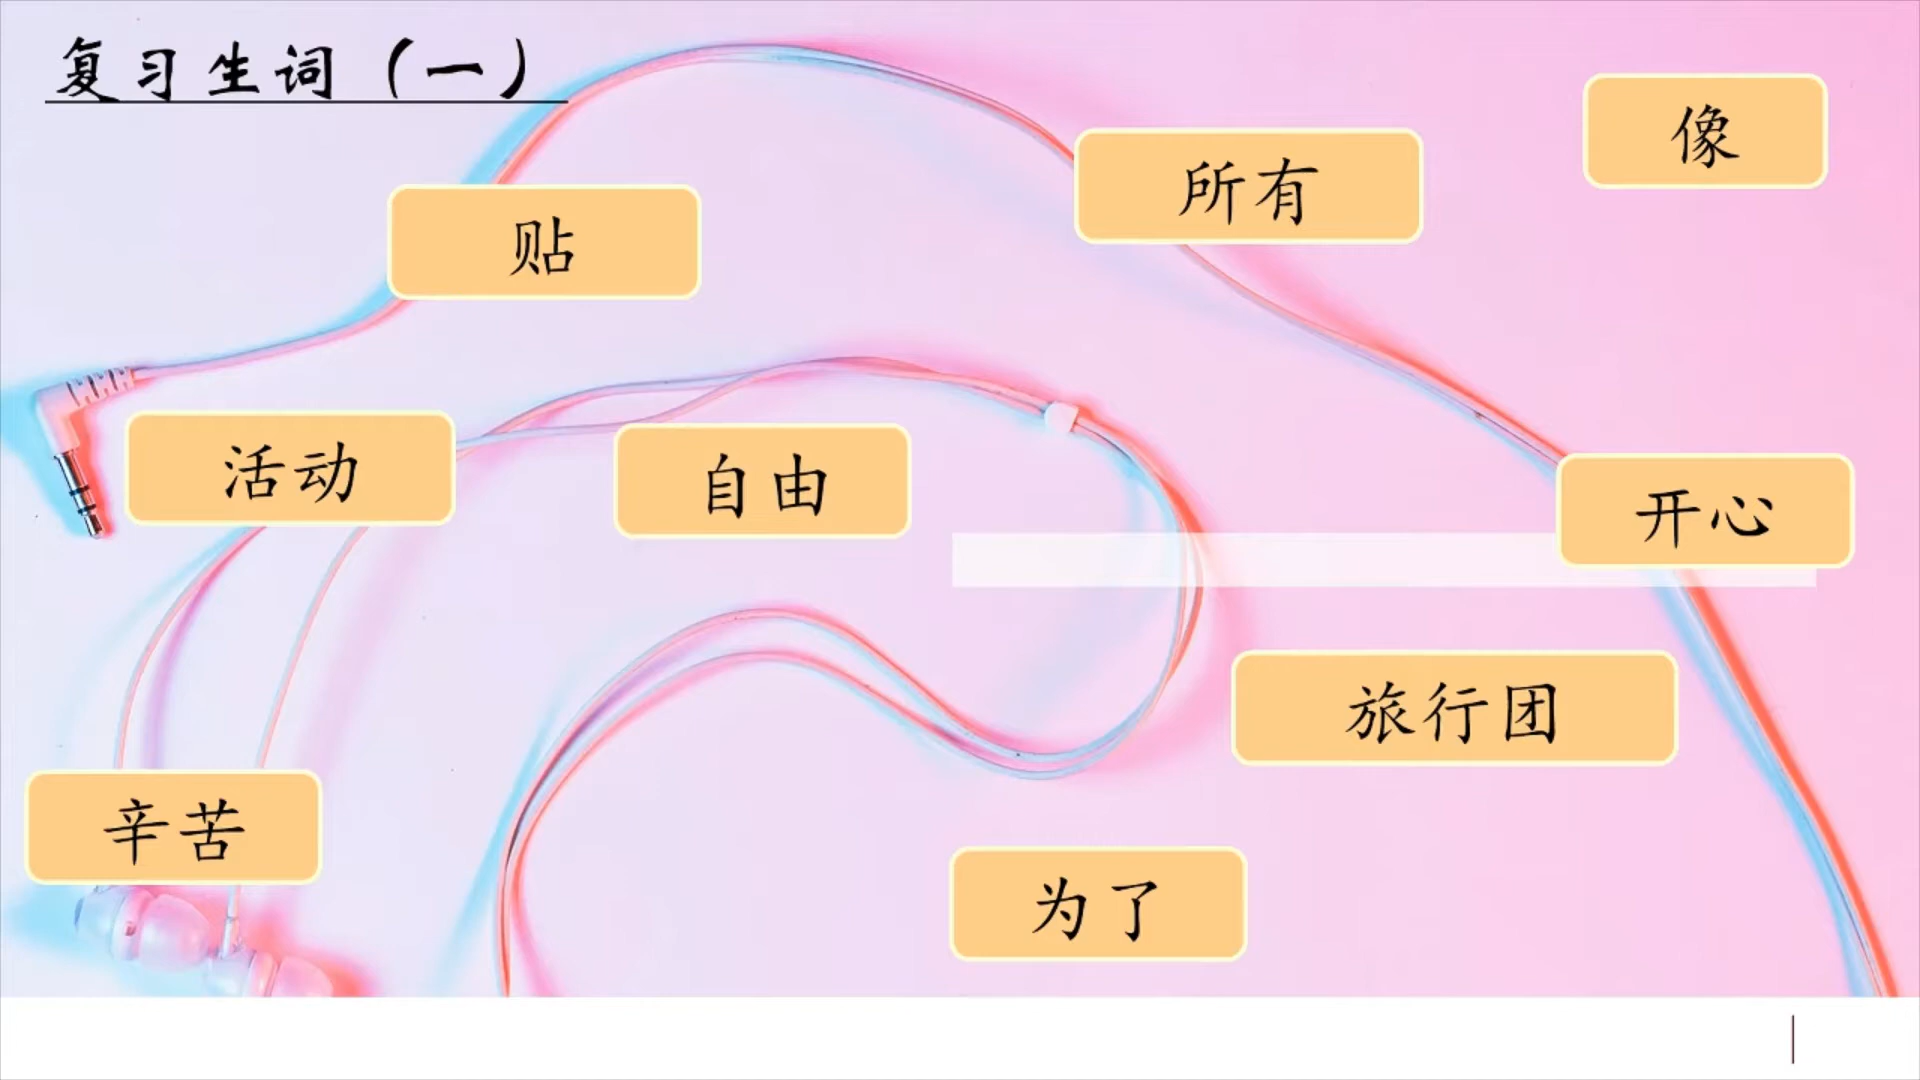 复习生词（一）
像
所有
贴
活动
自由
开心
旅行团
辛苦
为了